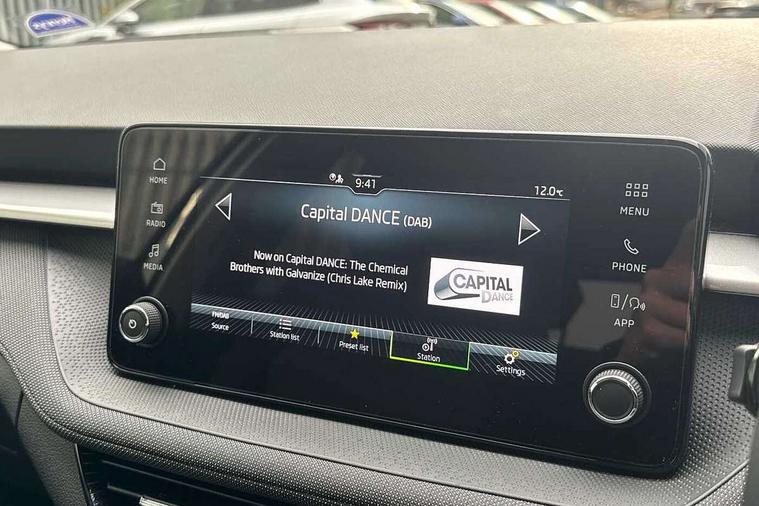 9:41
12.0°C
HOME
RADIO
MEDIA
Capital DANCE (DAB)
Now on Capital DANCE: The Chemical
Brothers with Galvanize (Chris Lake Remix)
CAPITAL
DANCE
FM/DAB
Source
Station list
Preset list
Station
Settings
MENU
PHONE
APP